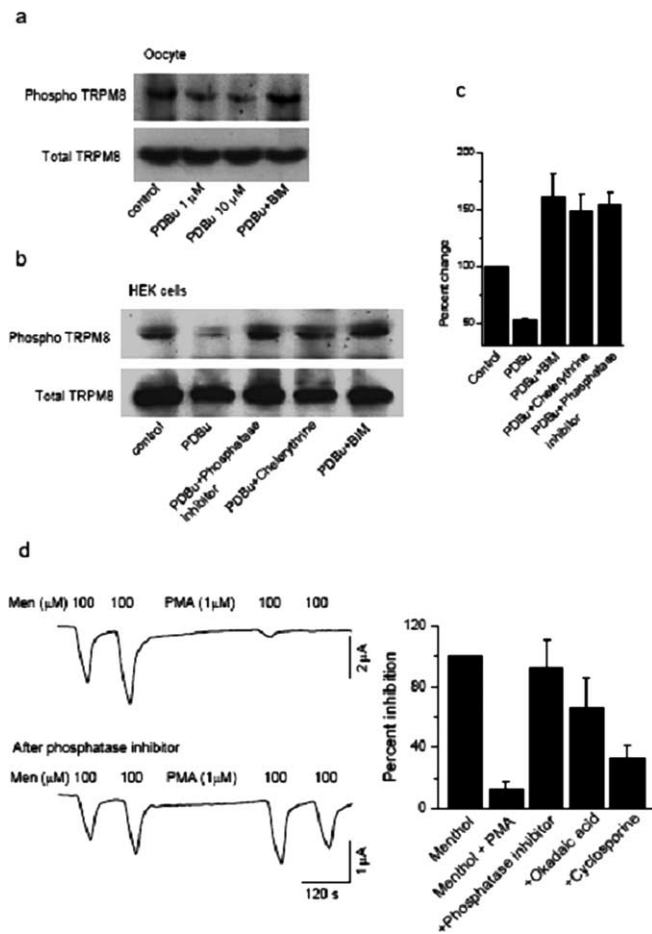 a
Oocyte
Phospho TRPM8
Total TRPM8
control
PDBu 1 µM
PDBu 10 µM
PDBu+BIM
b
HEK cells
Phospho TRPM8
Total TRPM8
control
PDBu
PDBu+Phosphatase
inhibitor
PDBu+Chelerythrine
PDBu+BIM
c
Percent change
200
150
100
50
Control
PDBu
PDBu+BIM
PDBu+Chelerythrine
PDBu+Phosphatase
inhibitor
d
Men (µM) 100 100 PMA (1µM) 100 100
2 µA
After phosphatase inhibitor
Men (µM) 100 100 PMA (1µM) 100 100
1 µA
120 s
Percent inhibition
120
80
40
0
Menthol
Menthol + PMA
+Phosphatase inhibitor
+Okadaic acid
+Cyclosporine